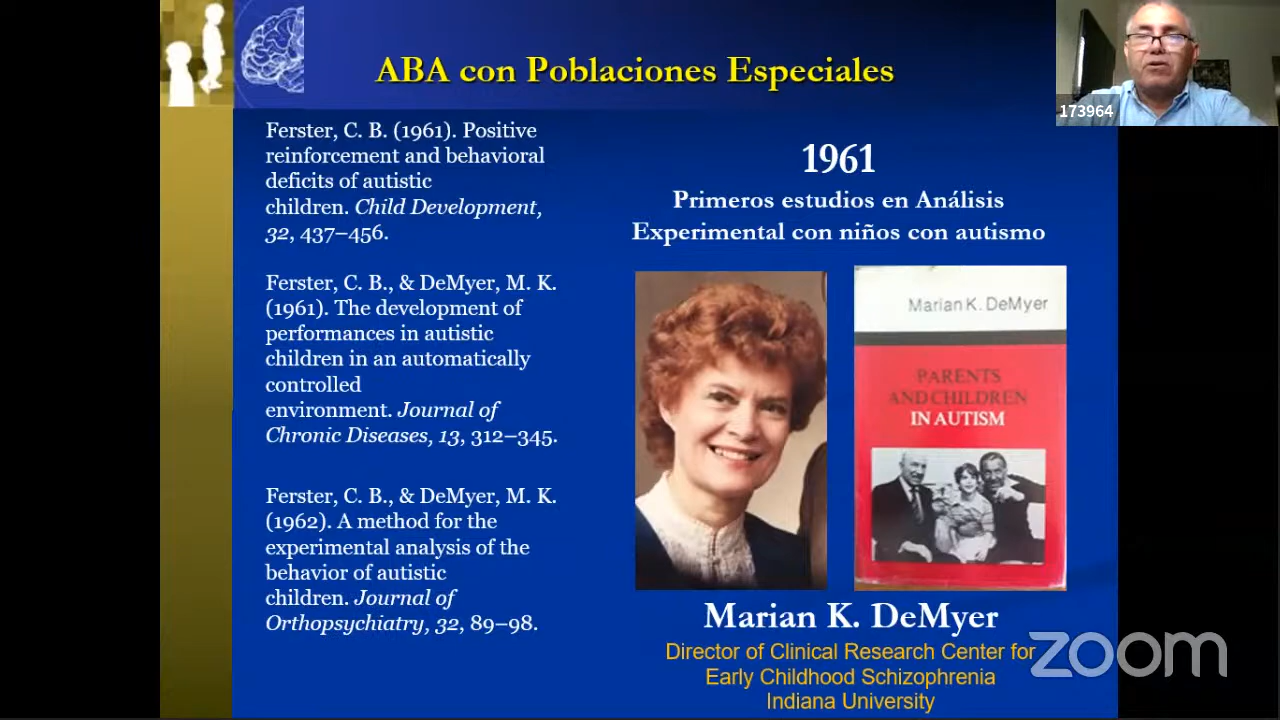 ABA con Poblaciones Especiales
173964
Ferster, C. B. (1961). Positive
reinforcement and behavioral
deficits of autistic
children. Child Development,
32, 437–456.
Ferster, C. B., & DeMyer, M. K.
(1961). The development of
performances in autistic
children in an automatically
controlled
environment. Journal of
Chronic Diseases, 13, 312–345.
Ferster, C. B., & DeMyer, M. K.
(1962). A method for the
experimental analysis of the
behavior of autistic
children. Journal of
Orthopsychiatry, 32, 89–98.
1961
Primeros estudios en Análisis
Experimental con niños con autismo
Marian K. DeMyer
PARENTS
AND CHILDREN
IN AUTISM
Marian K. DeMyer
Director of Clinical Research Center for
Early Childhood Schizophrenia
Indiana University
zoom